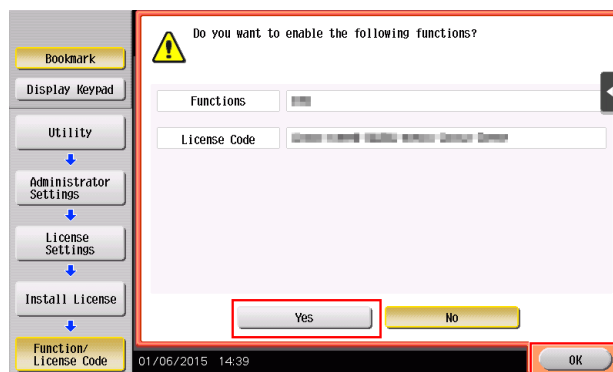 Do you want to enable the following functions?
Bookmark
Display Keypad
Functions
Utility
License Code
Administrator
Settings
License
Settings
Install License
Yes
No
Function/
License Code
01/06/2015 14:39
OK